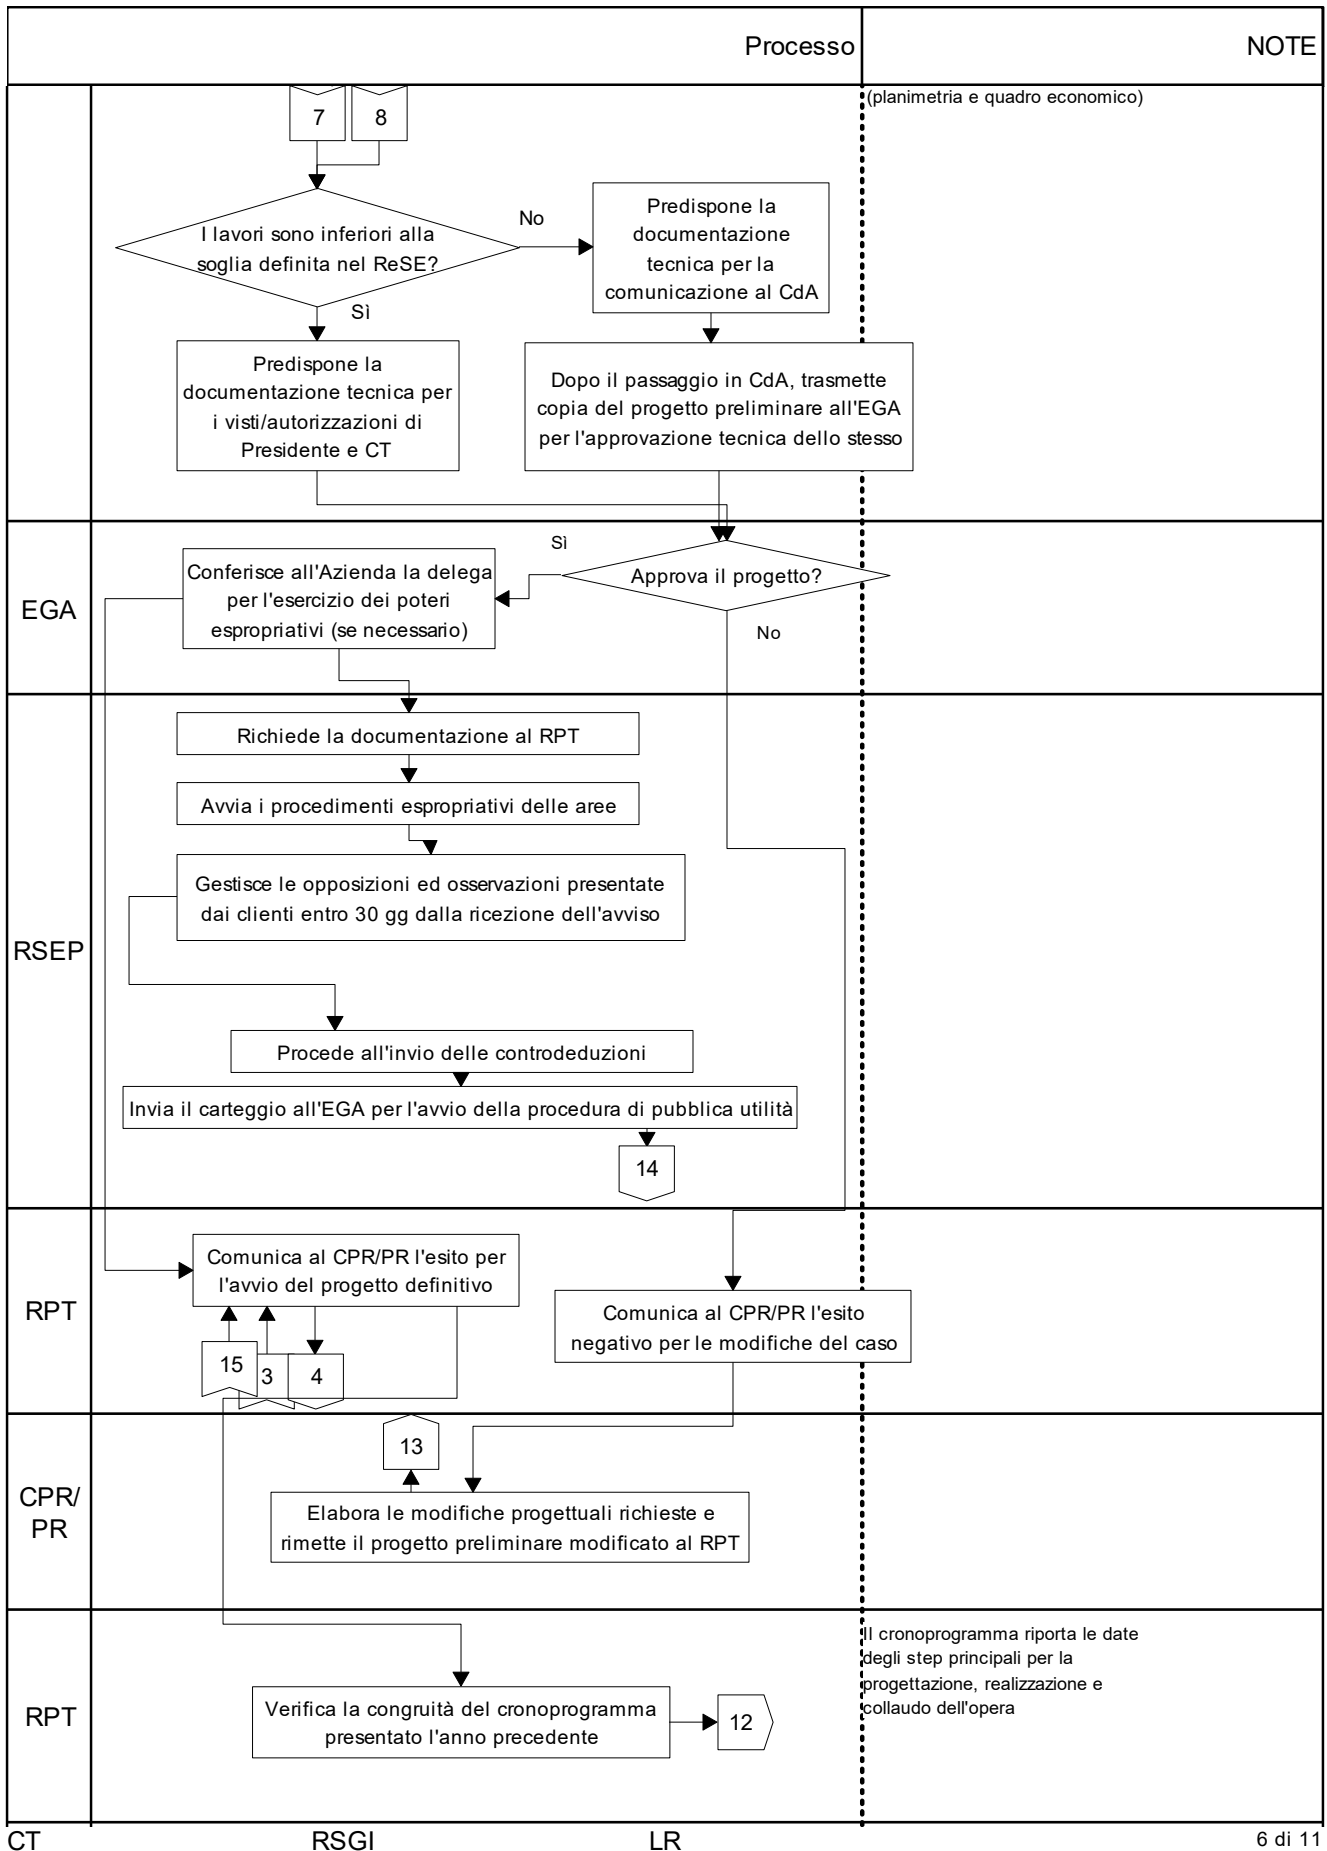 Processo
NOTE
(planimetria e quadro economico)
7
8
I lavori sono inferiori alla
soglia definita nel ReSE?
No
Sì
Predispone la
documentazione
tecnica per la
comunicazione al CdA
Predispone la
documentazione tecnica per
i visti/autorizzazioni di
Presidente e CT
Dopo il passaggio in CdA, trasmette
copia del progetto preliminare all'EGA
per l'approvazione tecnica dello stesso
EGA
Sì
Approva il progetto?
No
Conferisce all'Azienda la delega
per l'esercizio dei poteri
espropriativi (se necessario)
RSEP
Richiede la documentazione al RPT
Avvia i procedimenti espropriativi delle aree
Gestisce le opposizioni ed osservazioni presentate
dai clienti entro 30 gg dalla ricezione dell'avviso
Procede all'invio delle controdeduzioni
Invia il carteggio all'EGA per l'avvio della procedura di pubblica utilità
14
RPT
Comunica al CPR/PR l'esito per
l'avvio del progetto definitivo
Comunica al CPR/PR l'esito
negativo per le modifiche del caso
15
3
4
CPR/
PR
13
Elabora le modifiche progettuali richieste e
rimette il progetto preliminare modificato al RPT
RPT
Verifica la congruità del cronoprogramma
presentato l'anno precedente
12
Il cronoprogramma riporta le date
degli step principali per la
progettazione, realizzazione e
collaudo dell'opera
CT
RSGI
LR
6 di 11